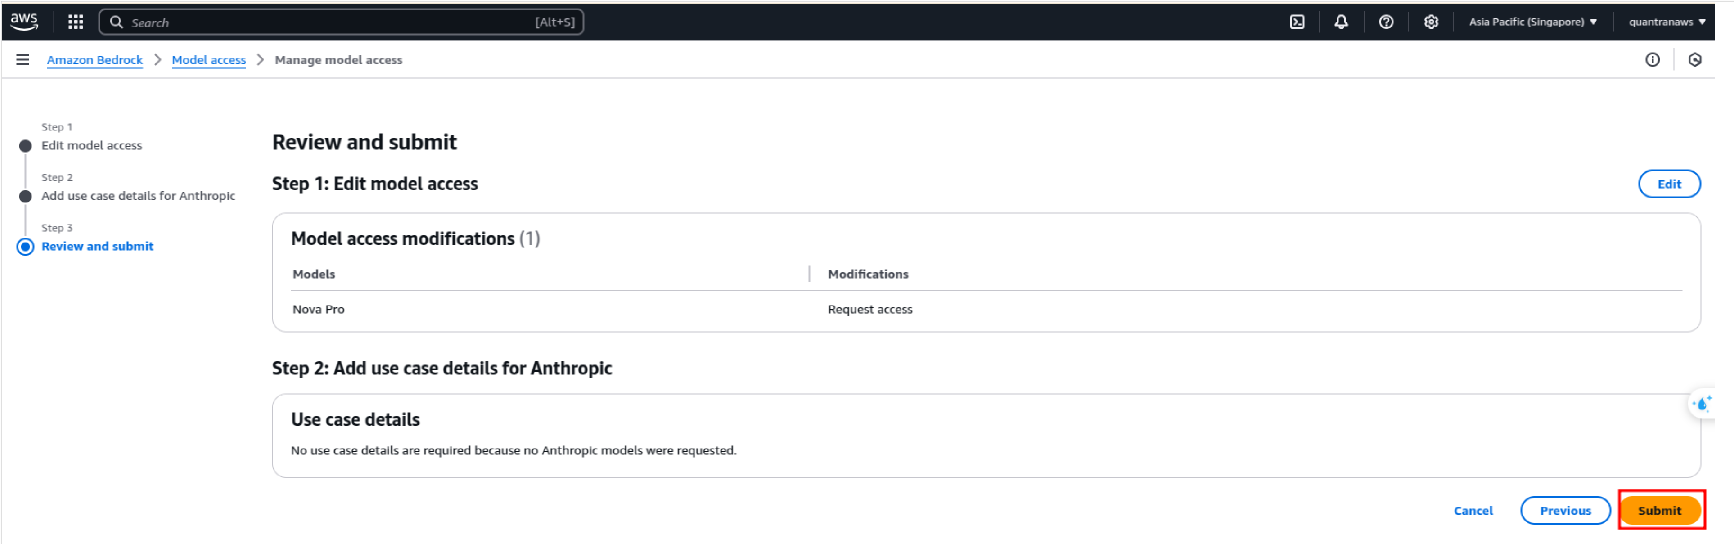 aws
Search [Alt+S] Asia Pacific (Singapore) quantranaws
Amazon Bedrock Model access Manage model access
Step 1
Edit model access
Step 2
Add use case details for Anthropic
Step 3
Review and submit
Review and submit
Step 1: Edit model access Edit
Model access modifications (1)
Models Modifications
Nova Pro Request access
Step 2: Add use case details for Anthropic
Use case details
No use case details are required because no Anthropic models were requested.
Cancel Previous Submit